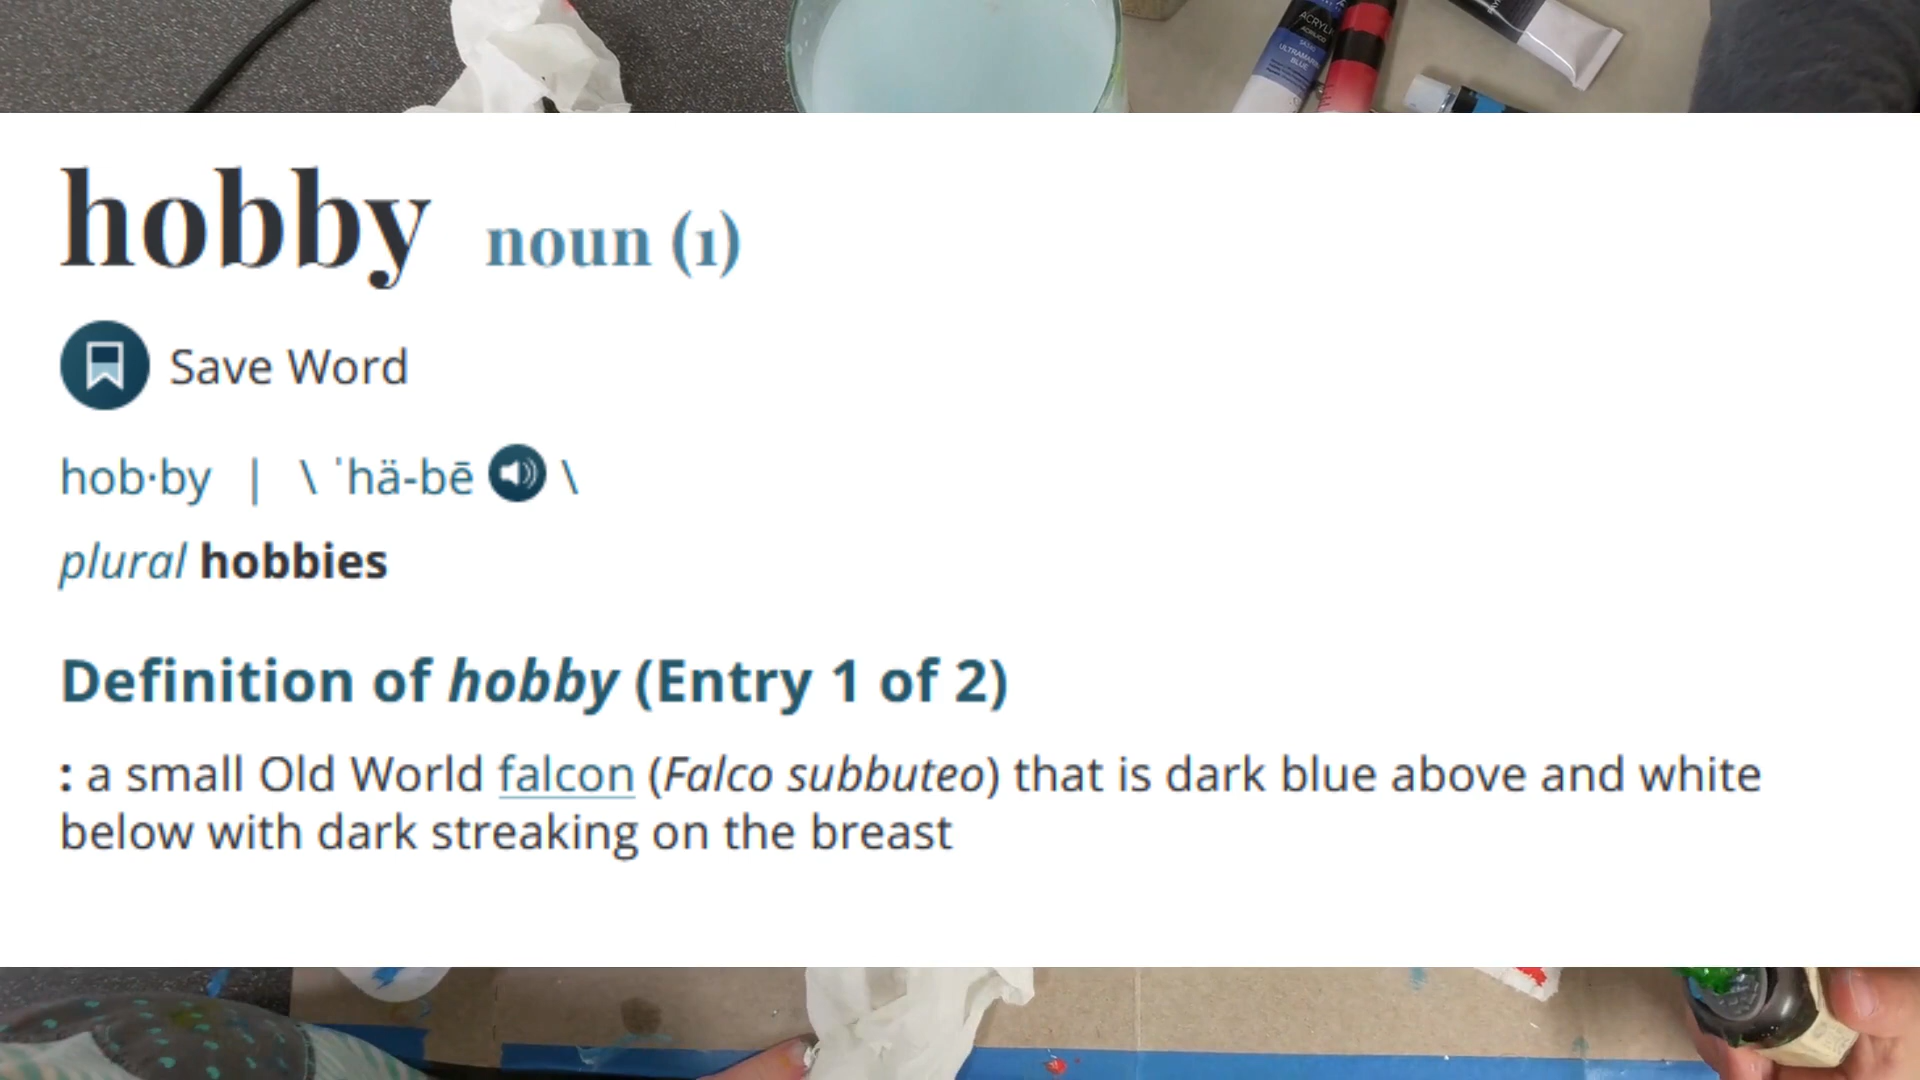 ACRYLIC
ULTRAMARINE
BLUE
hobby noun (1)
Save Word
hob·by | \ ˈhä-bē \
plural hobbies
Definition of hobby (Entry 1 of 2)
: a small Old World falcon (Falco subbuteo) that is dark blue above and white
below with dark streaking on the breast